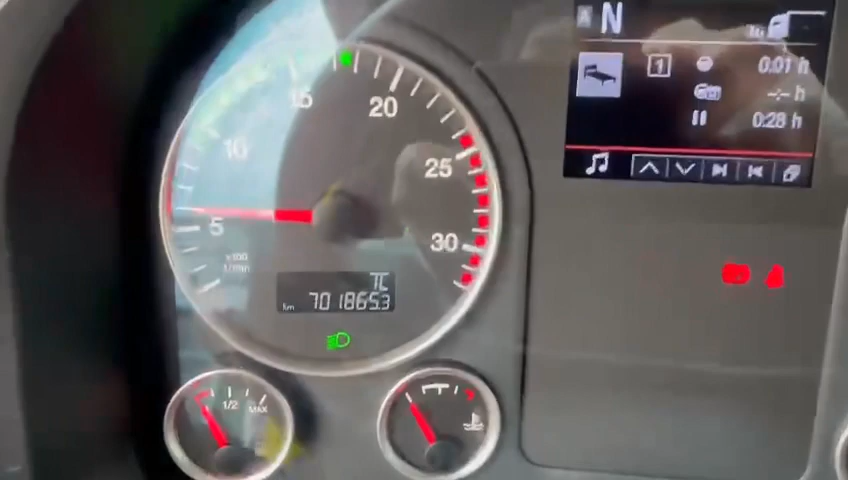 A N
1 0:01 h
-:- h
0:28 h
5
10
15
20
25
30
x100
1/min
TC
km 701865.3
1/2
MAX